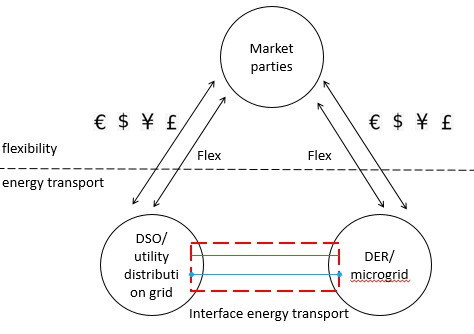 Market
parties
€ $ ¥ £
€ $ ¥ £
flexibility
Flex
Flex
energy transport
DSO/
utility
distributi
on grid
DER/
microgrid
Interface energy transport